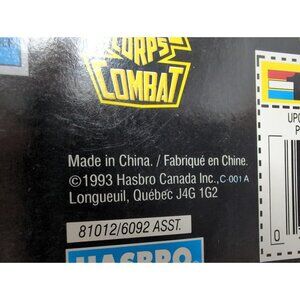 CORPS
COMBAT
Made in China. / Fabriqué en Chine.
©1993 Hasbro Canada Inc., C-001 A
Longueuil, Québec J4G 1G2
81012/6092 ASST.
HASBRO
0